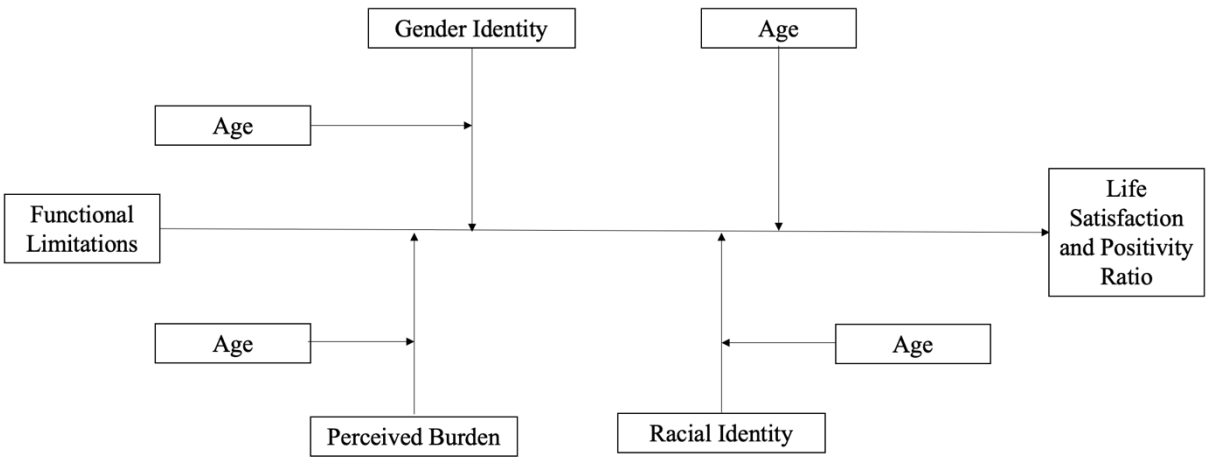 Gender Identity
Age
Age
Functional
Limitations
Life
Satisfaction
and Positivity
Ratio
Age
Age
Perceived Burden
Racial Identity